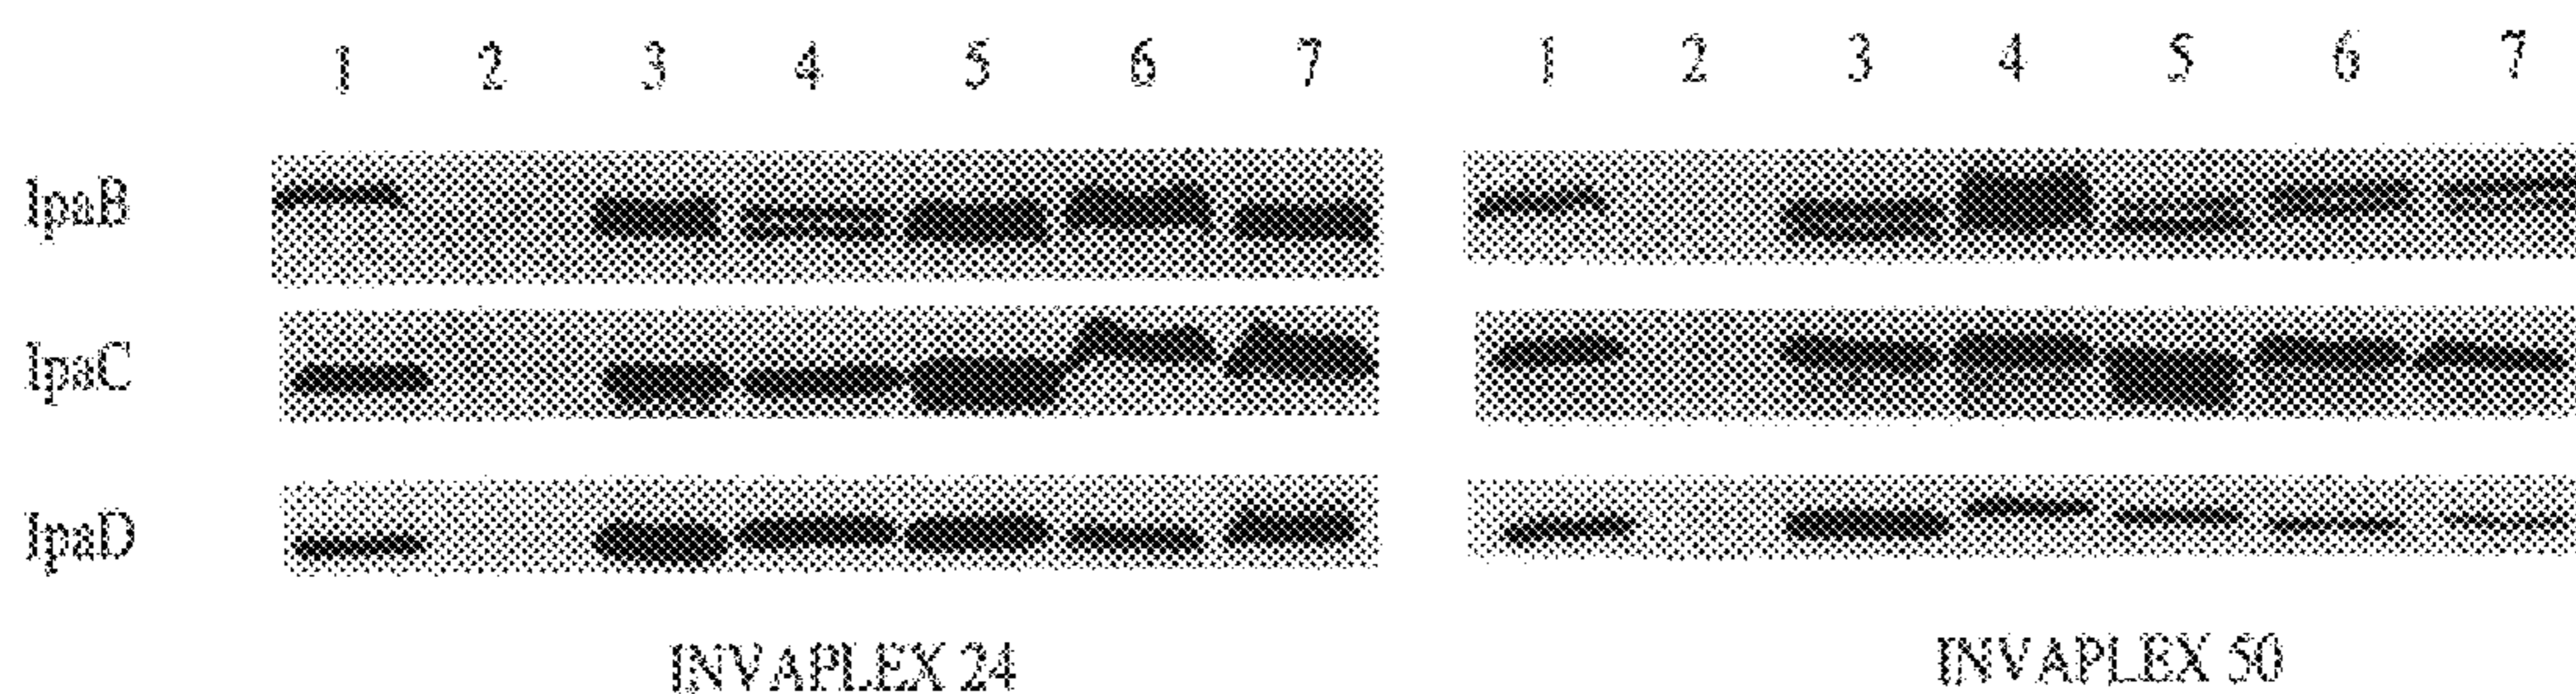 1 2 3 4 5 6 7 1 2 3 4 5 6 7
IpaB
IpaC
IpaD
INVAPLEX 24 INVAPLEX 50